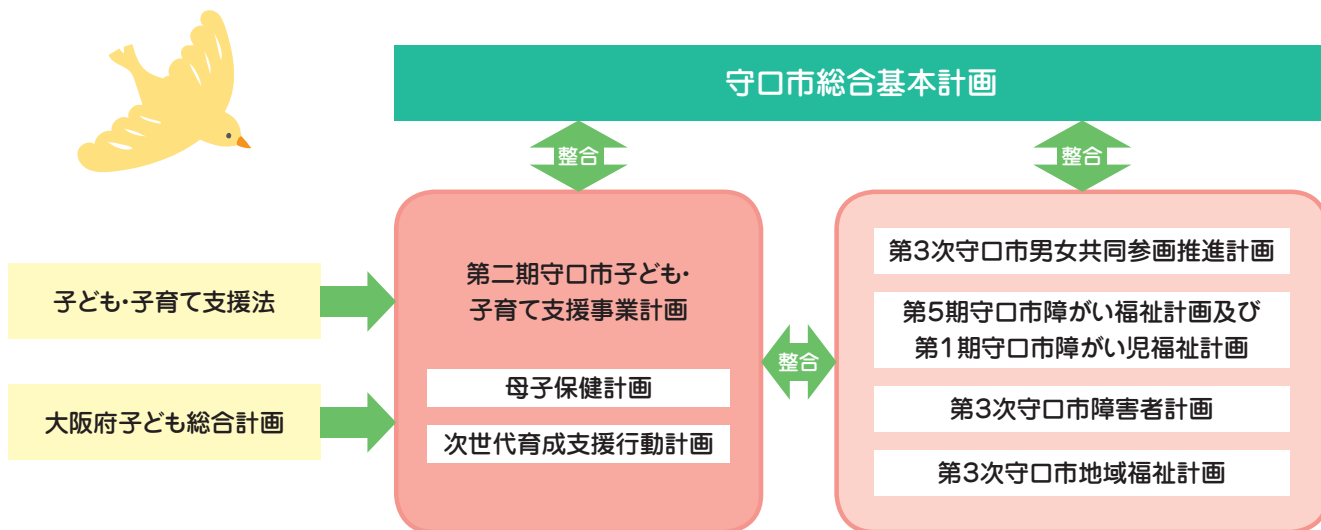 守口市総合基本計画
整合
整合
子ども・子育て支援法
大阪府子ども総合計画
第二期守口市子ども・
子育て支援事業計画
母子保健計画
次世代育成支援行動計画
整合
第3次守口市男女共同参画推進計画
第5期守口市障がい福祉計画及び
第1期守口市障がい児福祉計画
第3次守口市障害者計画
第3次守口市地域福祉計画